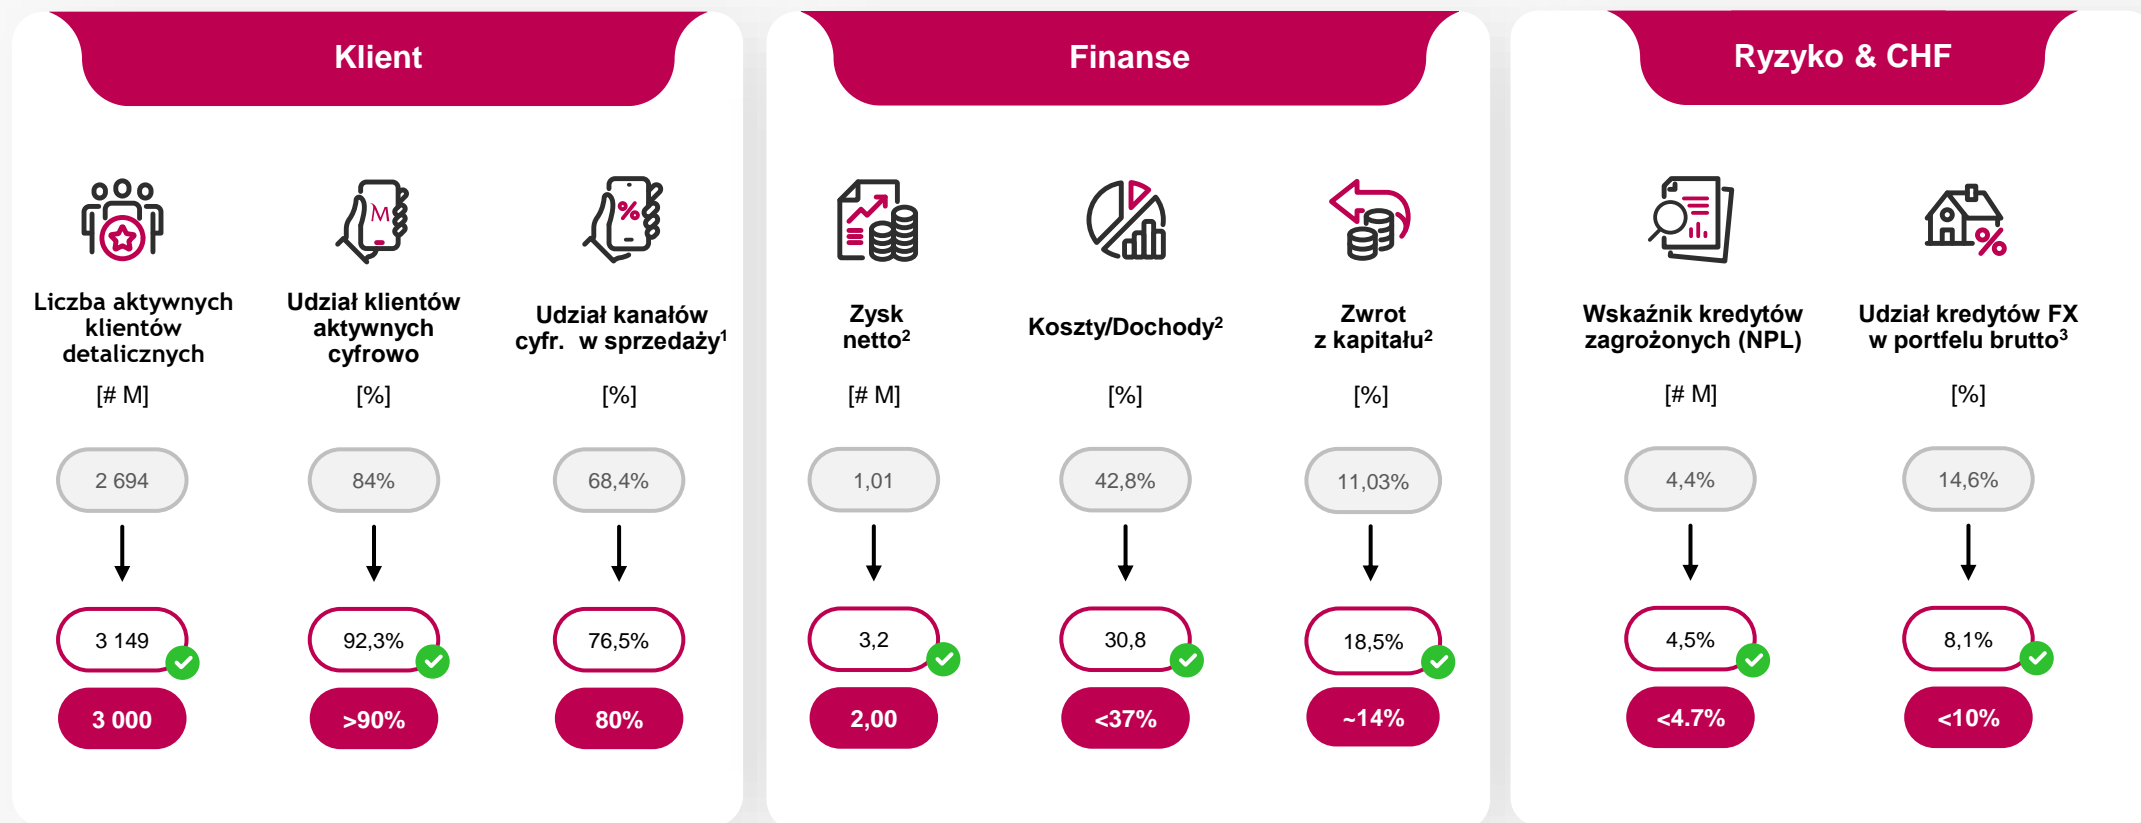 Klient
Liczba aktywnych
klientów
detalicznych
[# M]
2 694
3 149
3 000
Udział klientów
aktywnych
cyfrowo
[%]
84%
92,3%
>90%
Udział kanałów
cyfr. w sprzedaży¹
[%]
68,4%
76,5%
80%
Finanse
Zysk
netto²
[# M]
1,01
3,2
2,00
Koszty/Dochody²
[%]
42,8%
30,8
<37%
Zwrot
z kapitału²
[%]
11,03%
18,5%
~14%
Ryzyko & CHF
Wskaźnik kredytów
zagrożonych (NPL)
[# M]
4,4%
4,5%
<4.7%
Udział kredytów FX
w portfelu brutto³
[%]
14,6%
8,1%
<10%
M
%
%